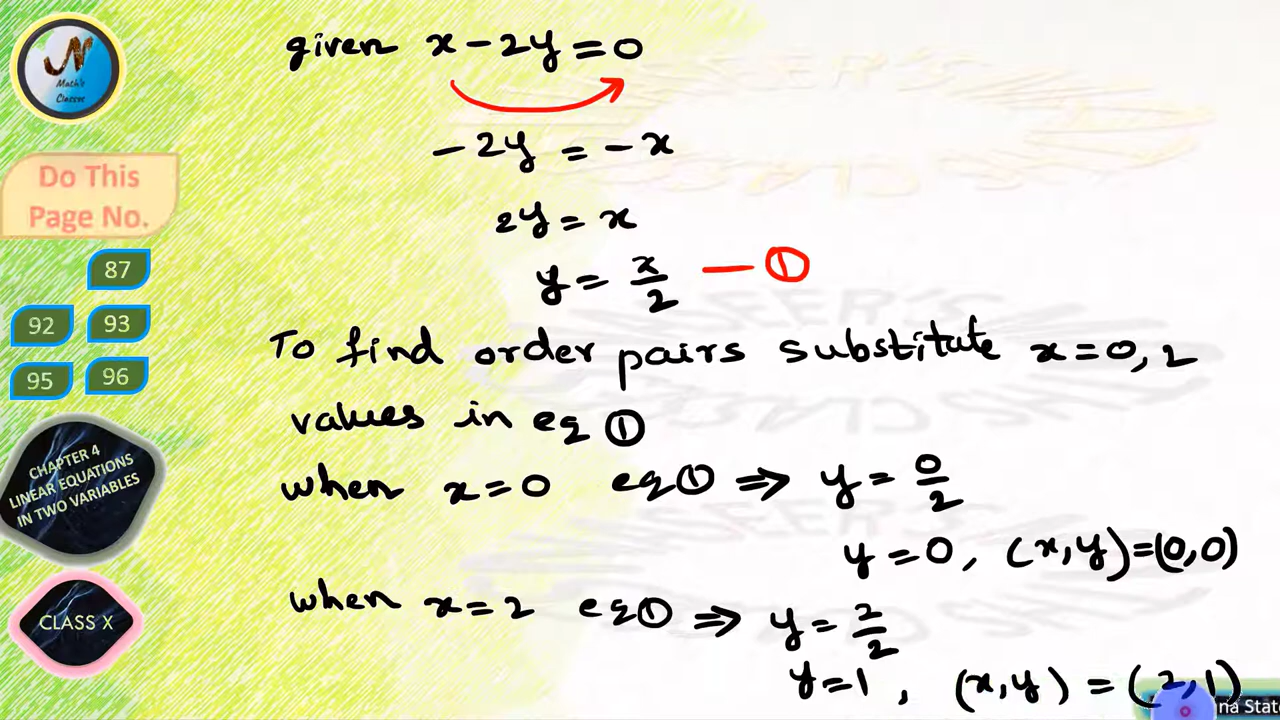 N
Math's
Classe
Do This
Page No.
87
92 93
95 96
CHAPTER 4
LINEAR EQUATIONS
IN TWO VARIABLES
CLASS X
given x - 2y = 0
-2y = -x
2y = x
y = x/2 — ①
To find order pairs substitute x = 0, 2
values in eq ①
when x = 0 eq① ⇒ y = 0/2
y = 0, (x,y) = (0,0)
when x = 2 eq① ⇒ y = 2/2
y = 1, (x,y) = (2,1)